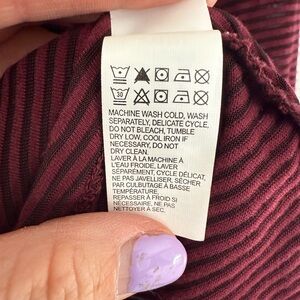 30
MACHINE WASH COLD, WASH
SEPARATELY, DELICATE CYCLE,
DO NOT BLEACH, TUMBLE
DRY LOW, COOL IRON IF
NECESSARY, DO NOT
DRY CLEAN.
LAVER À LA MACHINE À
L'EAU FROIDE, LAVER
SÉPARÉMENT, CYCLE DÉLICAT,
NE PAS JAVELLISER, SÉCHER
PAR CULBUTAGE À BASSE
TEMPÉRATURE,
REPASSER À FROID SI
NÉCESSAIRE, NE PAS
NETTOYER À SEC.